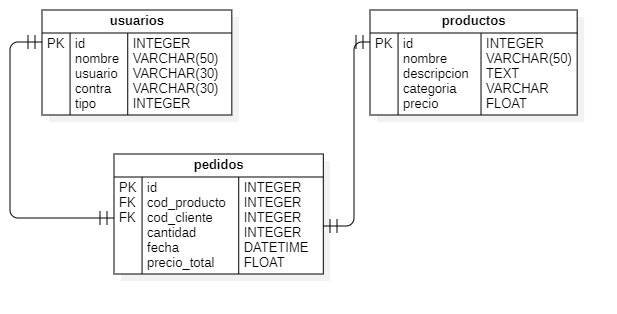 usuarios
PK id INTEGER
nombre VARCHAR(50)
usuario VARCHAR(30)
contra VARCHAR(30)
tipo INTEGER
productos
PK id INTEGER
nombre VARCHAR(50)
descripcion TEXT
categoria VARCHAR
precio FLOAT
pedidos
PK id INTEGER
FK cod_producto INTEGER
FK cod_cliente INTEGER
cantidad INTEGER
fecha DATETIME
precio_total FLOAT